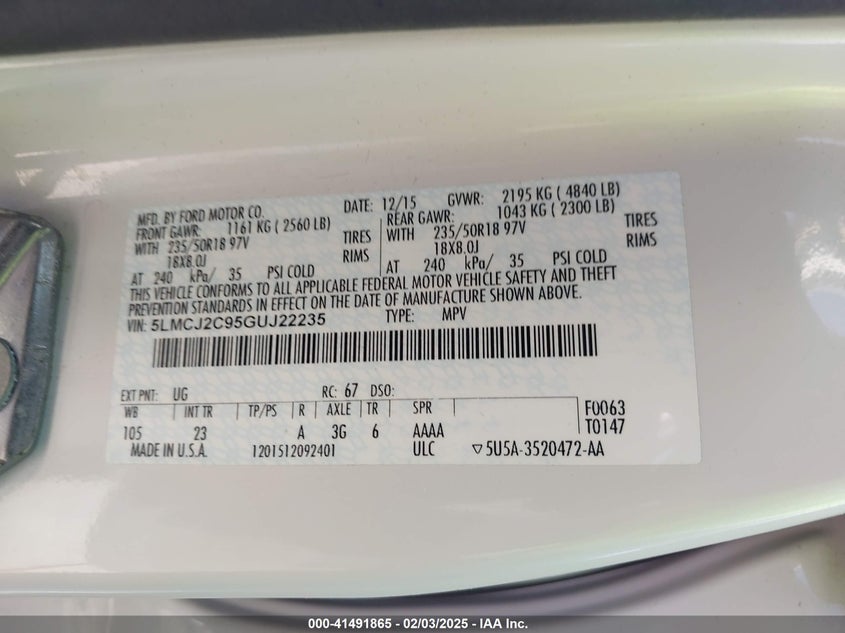 MFD. BY FORD MOTOR CO. DATE: 12/15 GVWR: 2195 KG ( 4840 LB)
FRONT GAWR: 1161 KG ( 2560 LB) REAR GAWR: 1043 KG ( 2300 LB)
WITH 235/50R18 97V TIRES WITH 235/50R18 97V TIRES
18X8.0J RIMS 18X8.0J RIMS
AT 240 kPa/ 35 PSI COLD AT 240 kPa/ 35 PSI COLD
THIS VEHICLE CONFORMS TO ALL APPLICABLE FEDERAL MOTOR VEHICLE SAFETY AND THEFT
PREVENTION STANDARDS IN EFFECT ON THE DATE OF MANUFACTURE SHOWN ABOVE.
VIN: 5LMCJ2C95GUJ22235 TYPE: MPV
EXT PNT: UG RC: 67 DSO:
WB INT TR TP/PS R AXLE TR SPR F0063
105 23 A 3G 6 AAAA T0147
MADE IN U.S.A. 1201512092401 ULC ▽5U5A-3520472-AA
000-41491865 - 02/03/2025 - IAA Inc.